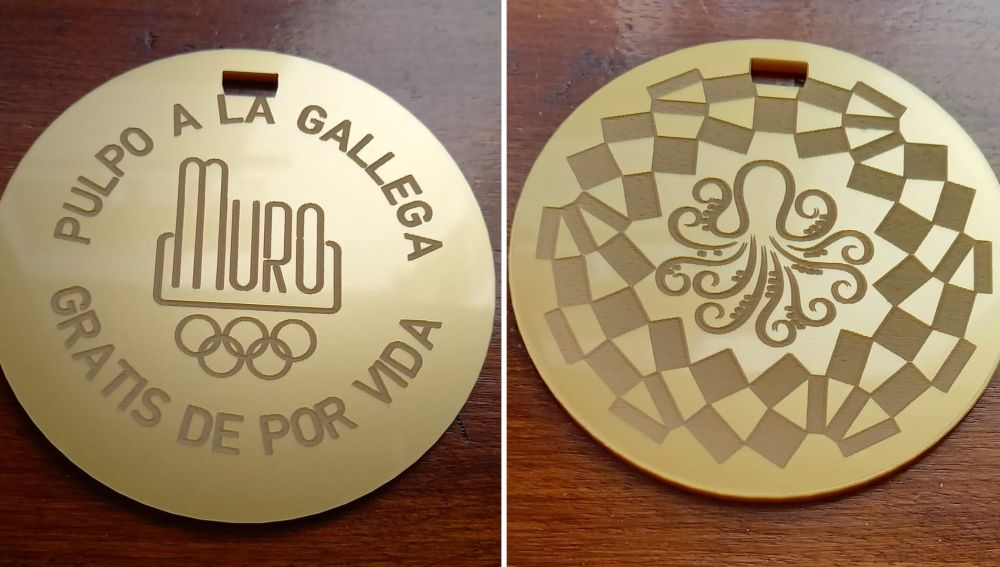 PULPO A LA GALLEGA
MURO
GRATIS DE POR VIDA